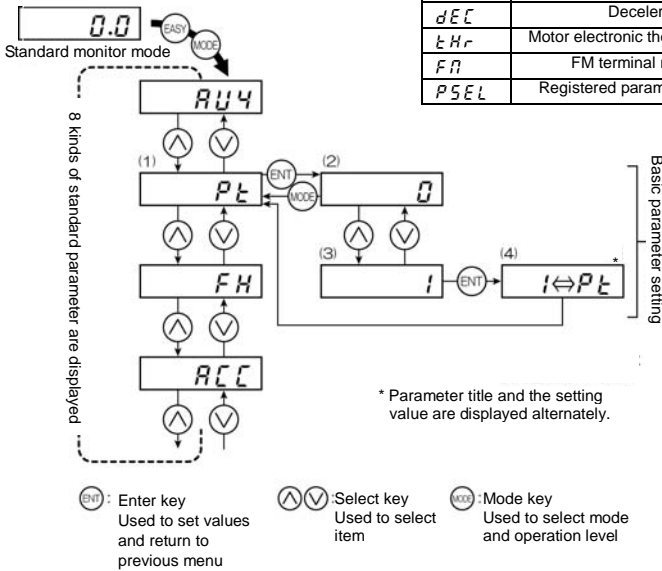 0.0
EASY
MODE
Standard monitor mode
dEC Deceler
tHr Motor electronic the
FM FM terminal
PSEL Registered param
8 kinds of standard parameter are displayed
AU4
(1)
Pt
ENT
MODE
(2)
0
(3)
1
ENT
(4)
*
1⇔Pt
FH
ACC
Basic parameter setting
* Parameter title and the setting
value are displayed alternately.
ENT : Enter key
Used to set values
and return to
previous menu
:Select key
Used to select
item
MODE :Mode key
Used to select mode
and operation level